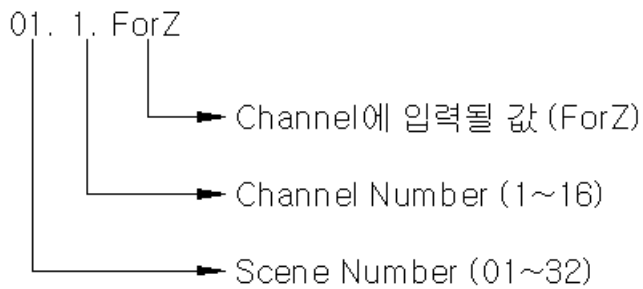 01. 1. ForZ
Channel에 입력될 값 (ForZ)
Channel Number (1~16)
Scene Number (01~32)